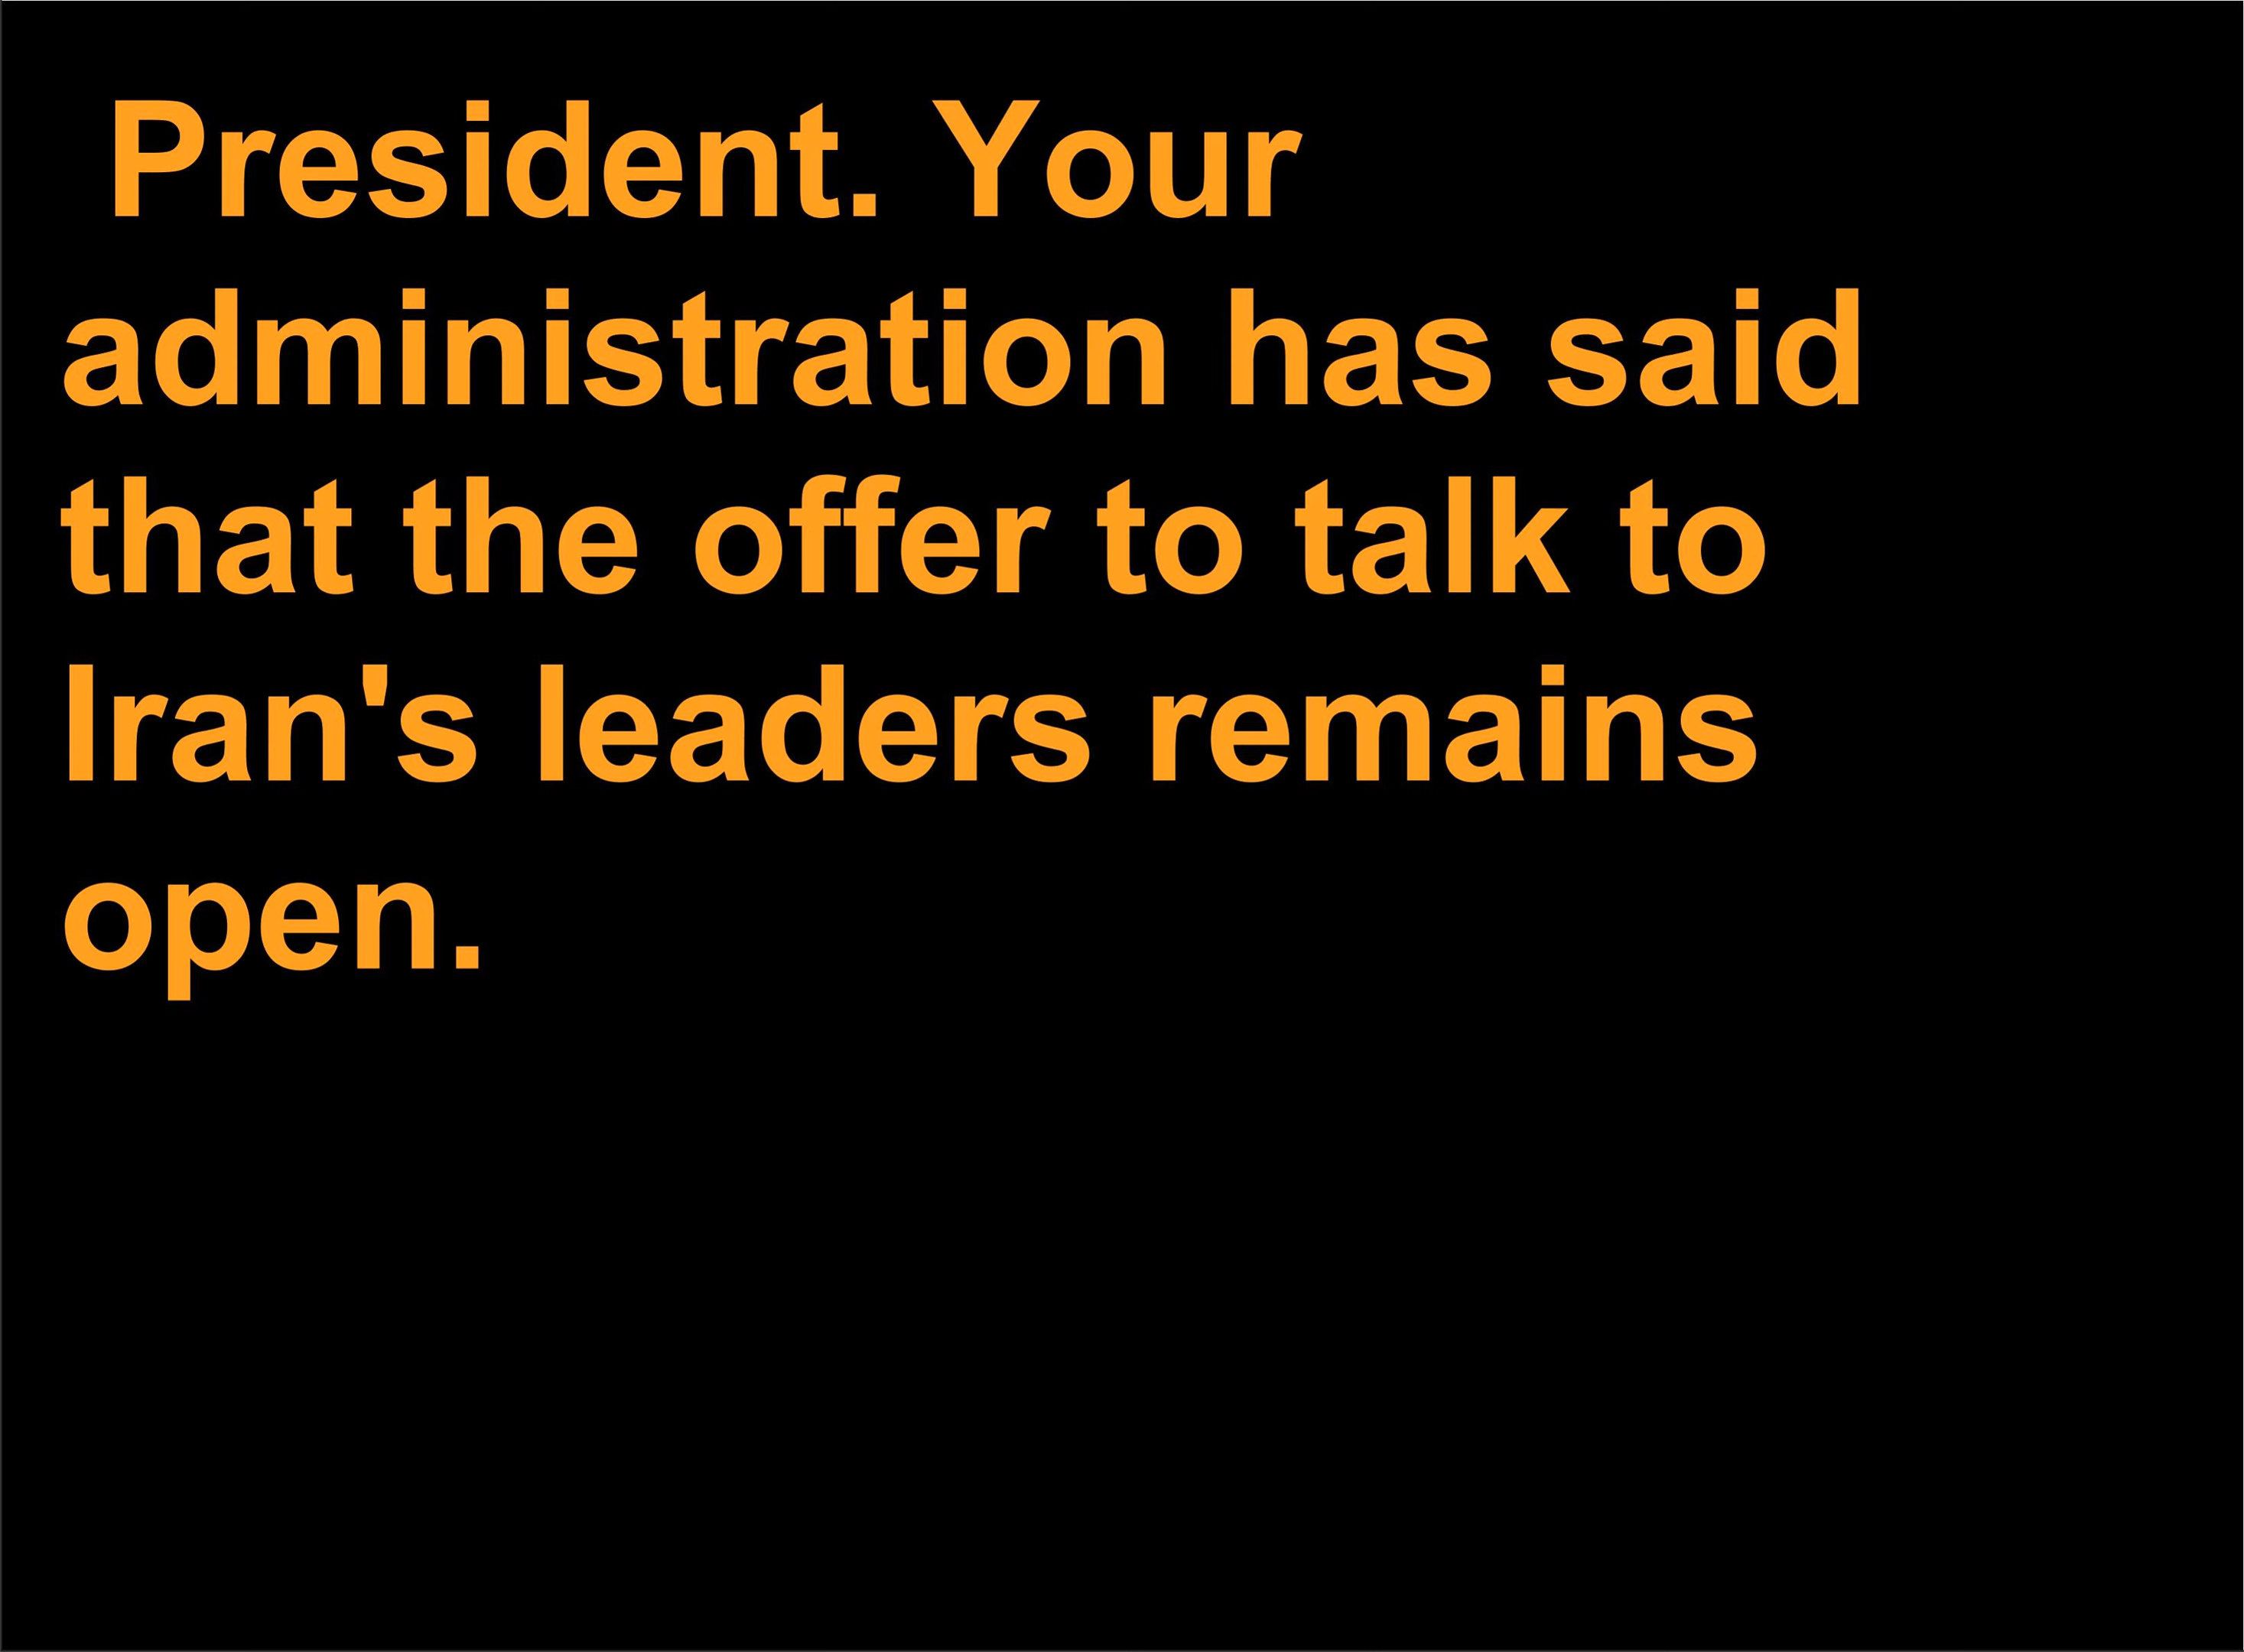 President. Your
administration has said
that the offer to talk to
Iran's leaders remains
open.